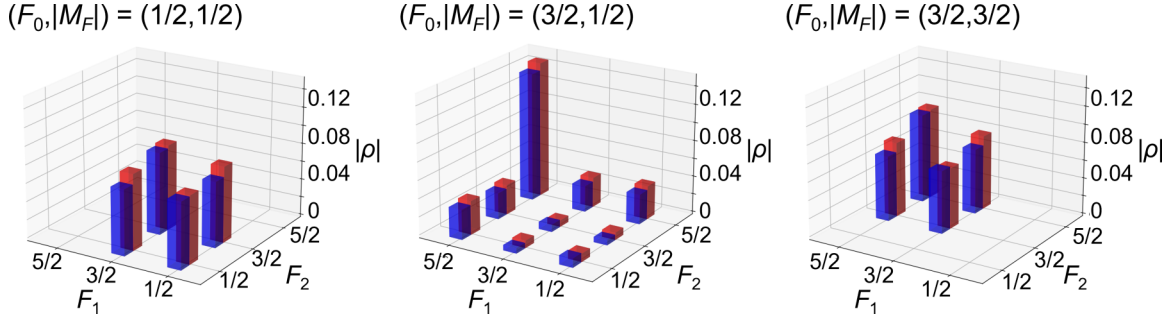 (F₀,|M_F|) = (1/2,1/2)
0.12
0.08
0.04
0
|ρ|
5/2
3/2
1/2
F₁
1/2
3/2
5/2
F₂
(F₀,|M_F|) = (3/2,1/2)
0.12
0.08
0.04
0
|ρ|
5/2
3/2
1/2
F₁
1/2
3/2
5/2
F₂
(F₀,|M_F|) = (3/2,3/2)
0.12
0.08
0.04
0
|ρ|
5/2
3/2
1/2
F₁
1/2
3/2
5/2
F₂